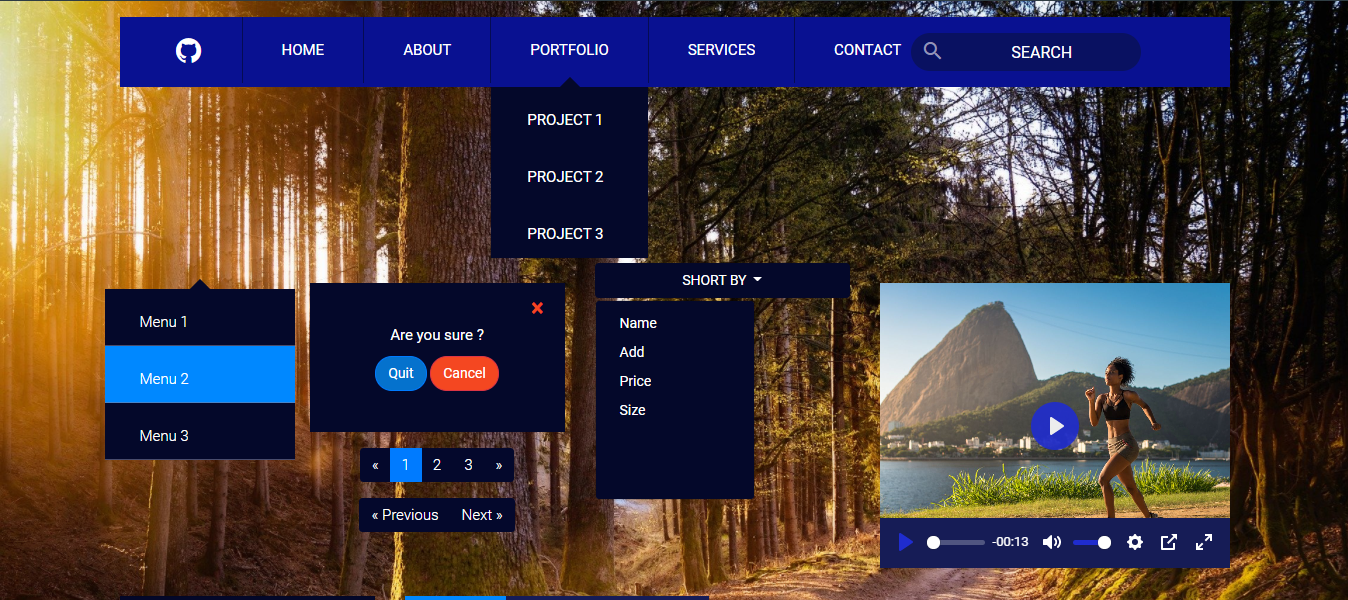 HOME
ABOUT
PORTFOLIO
SERVICES
CONTACT
SEARCH
PROJECT 1
PROJECT 2
PROJECT 3
Menu 1
Menu 2
Menu 3
Are you sure ?
Quit
Cancel
« 1 2 3 »
« Previous Next »
SHORT BY
Name
Add
Price
Size
-00:13